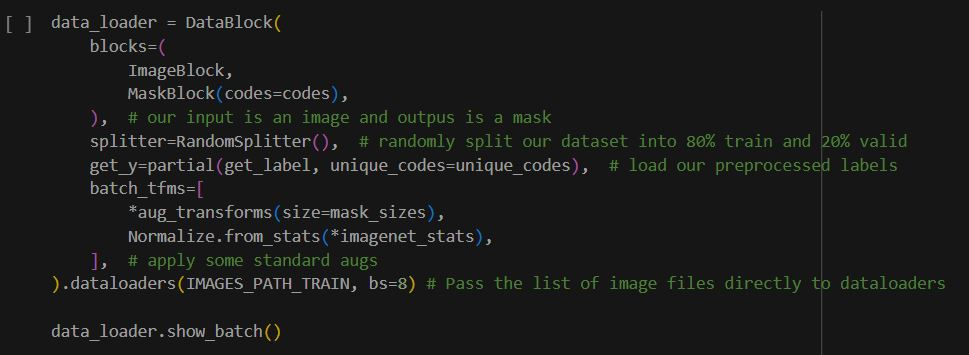 [ ] data_loader = DataBlock(
blocks=(
ImageBlock,
MaskBlock(codes=codes),
), # our input is an image and outpus is a mask
splitter=RandomSplitter(), # randomly split our dataset into 80% train and 20% valid
get_y=partial(get_label, unique_codes=unique_codes), # load our preprocessed labels
batch_tfms=[
*aug_transforms(size=mask_sizes),
Normalize.from_stats(*imagenet_stats),
], # apply some standard augs
).dataloaders(IMAGES_PATH_TRAIN, bs=8) # Pass the list of image files directly to dataloaders
data_loader.show_batch()